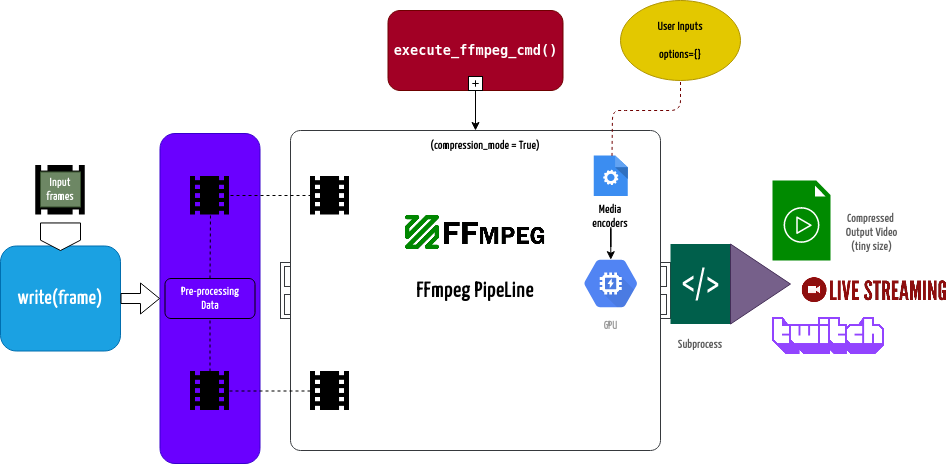 execute_ffmpeg_cmd()
+
User Inputs
options={}
(compression_mode = True)
Input
frames
write(frame)
Pre-processing
Data
FFMPEG
FFmpeg PipeLine
Media
encoders
GPU
</>
Subprocess
Compressed
Output Video
(tiny size)
LIVE STREAMING
twitch